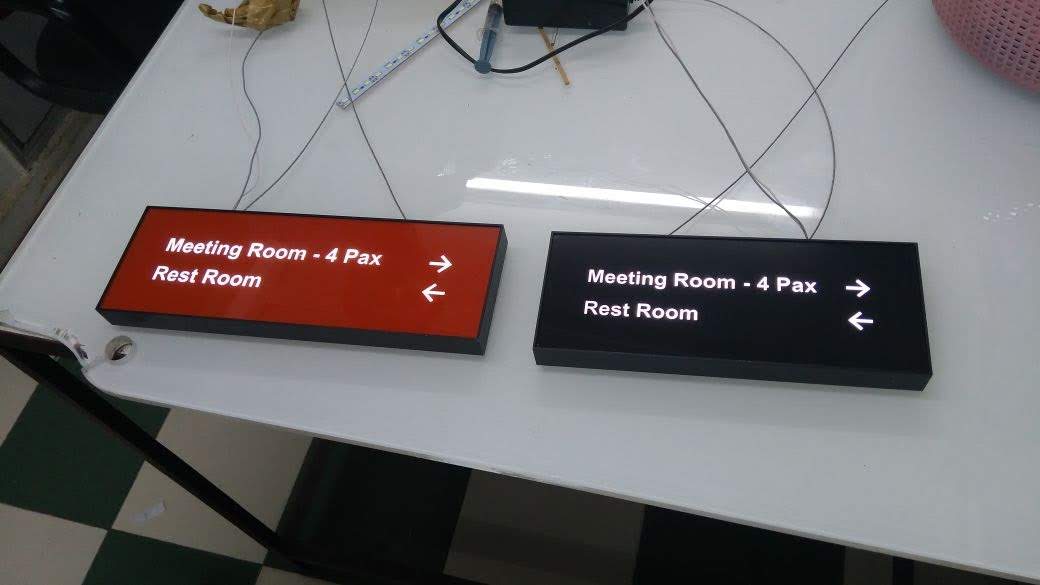 Meeting Room - 4 Pax →
Rest Room ←
Meeting Room - 4 Pax →
Rest Room ←